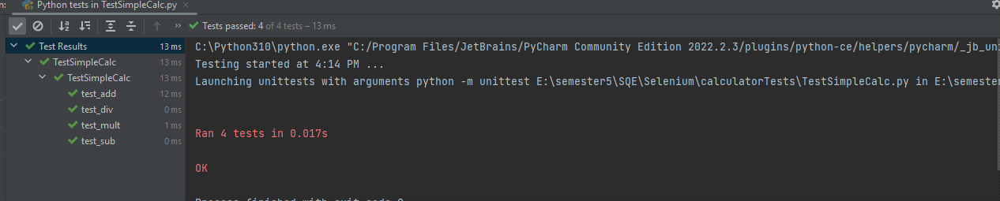 n:
Python tests in TestSimpleCalc.py
Tests passed: 4 of 4 tests – 13 ms
Test Results 13 ms
TestSimpleCalc 13 ms
TestSimpleCalc 13 ms
test_add 12 ms
test_div 0 ms
test_mult 1 ms
test_sub 0 ms
C:\Python310\python.exe "C:/Program Files/JetBrains/PyCharm Community Edition 2022.2.3/plugins/python-ce/helpers/pycharm/_jb_un
Testing started at 4:14 PM ...
Launching unittests with arguments python -m unittest E:\semester5\SQE\Selenium\calculatorTests\TestSimpleCalc.py in E:\semester
Ran 4 tests in 0.017s
OK
Process finished with exit code 0